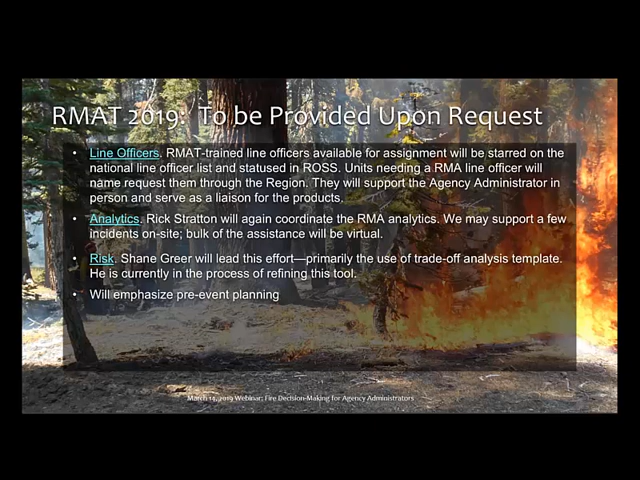 RMAT 2019:  To be Provided Upon Request
• Line Officers. RMAT-trained line officers available for assignment will be starred on the
national line officer list and statused in ROSS. Units needing a RMA line officer will
name request them through the Region. They will support the Agency Administrator in
person and serve as a liaison for the products.
• Analytics. Rick Stratton will again coordinate the RMA analytics. We may support a few
incidents on-site; bulk of the assistance will be virtual.
• Risk. Shane Greer will lead this effort—primarily the use of trade-off analysis template.
He is currently in the process of refining this tool.
• Will emphasize pre-event planning
March 14, 2019 Webinar: Fire Decision-Making for Agency Administrators